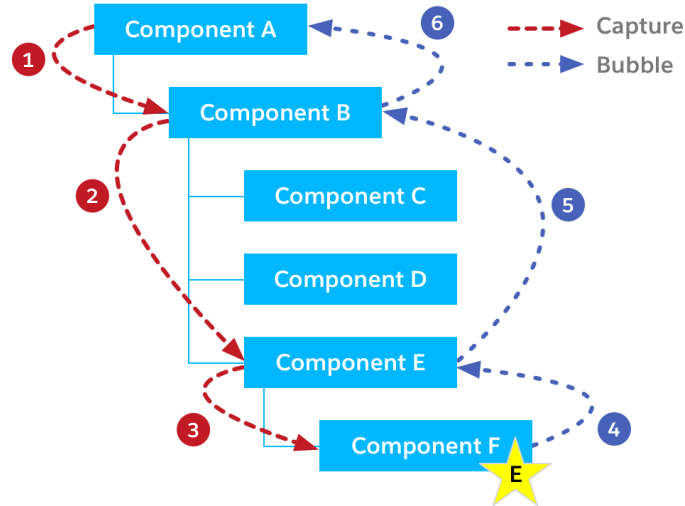 Component A
6
Capture
1
Bubble
Component B
2
Component C
5
Component D
Component E
3
4
Component F
E